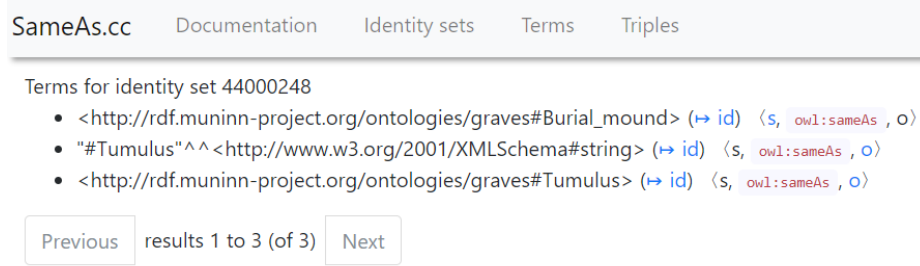 SameAs.cc Documentation Identity sets Terms Triples
Terms for identity set 44000248
• <http://rdf.muninn-project.org/ontologies/graves#Burial_mound> (↦ id) ⟨s, owl:sameAs , o⟩
• "#Tumulus"^^<http://www.w3.org/2001/XMLSchema#string> (↦ id) ⟨s, owl:sameAs , o⟩
• <http://rdf.muninn-project.org/ontologies/graves#Tumulus> (↦ id) ⟨s, owl:sameAs , o⟩
Previous results 1 to 3 (of 3) Next